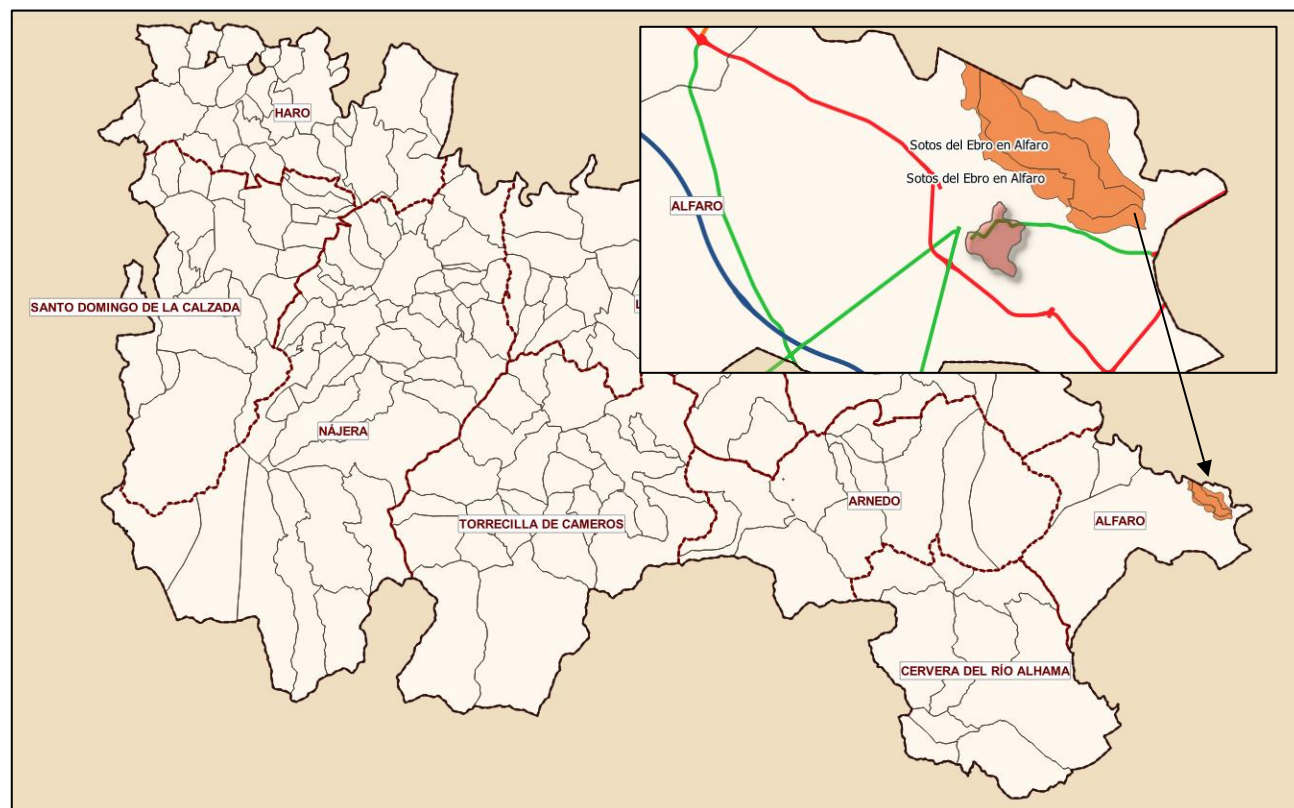 HARO
Sotos del Ebro en Alfaro
Sotos del Ebro en Alfaro
ALFARO
SANTO DOMINGO DE LA CALZADA
L
NÁJERA
ARNEDO
TORRECILLA DE CAMEROS
ALFARO
CERVERA DEL RÍO ALHAMA